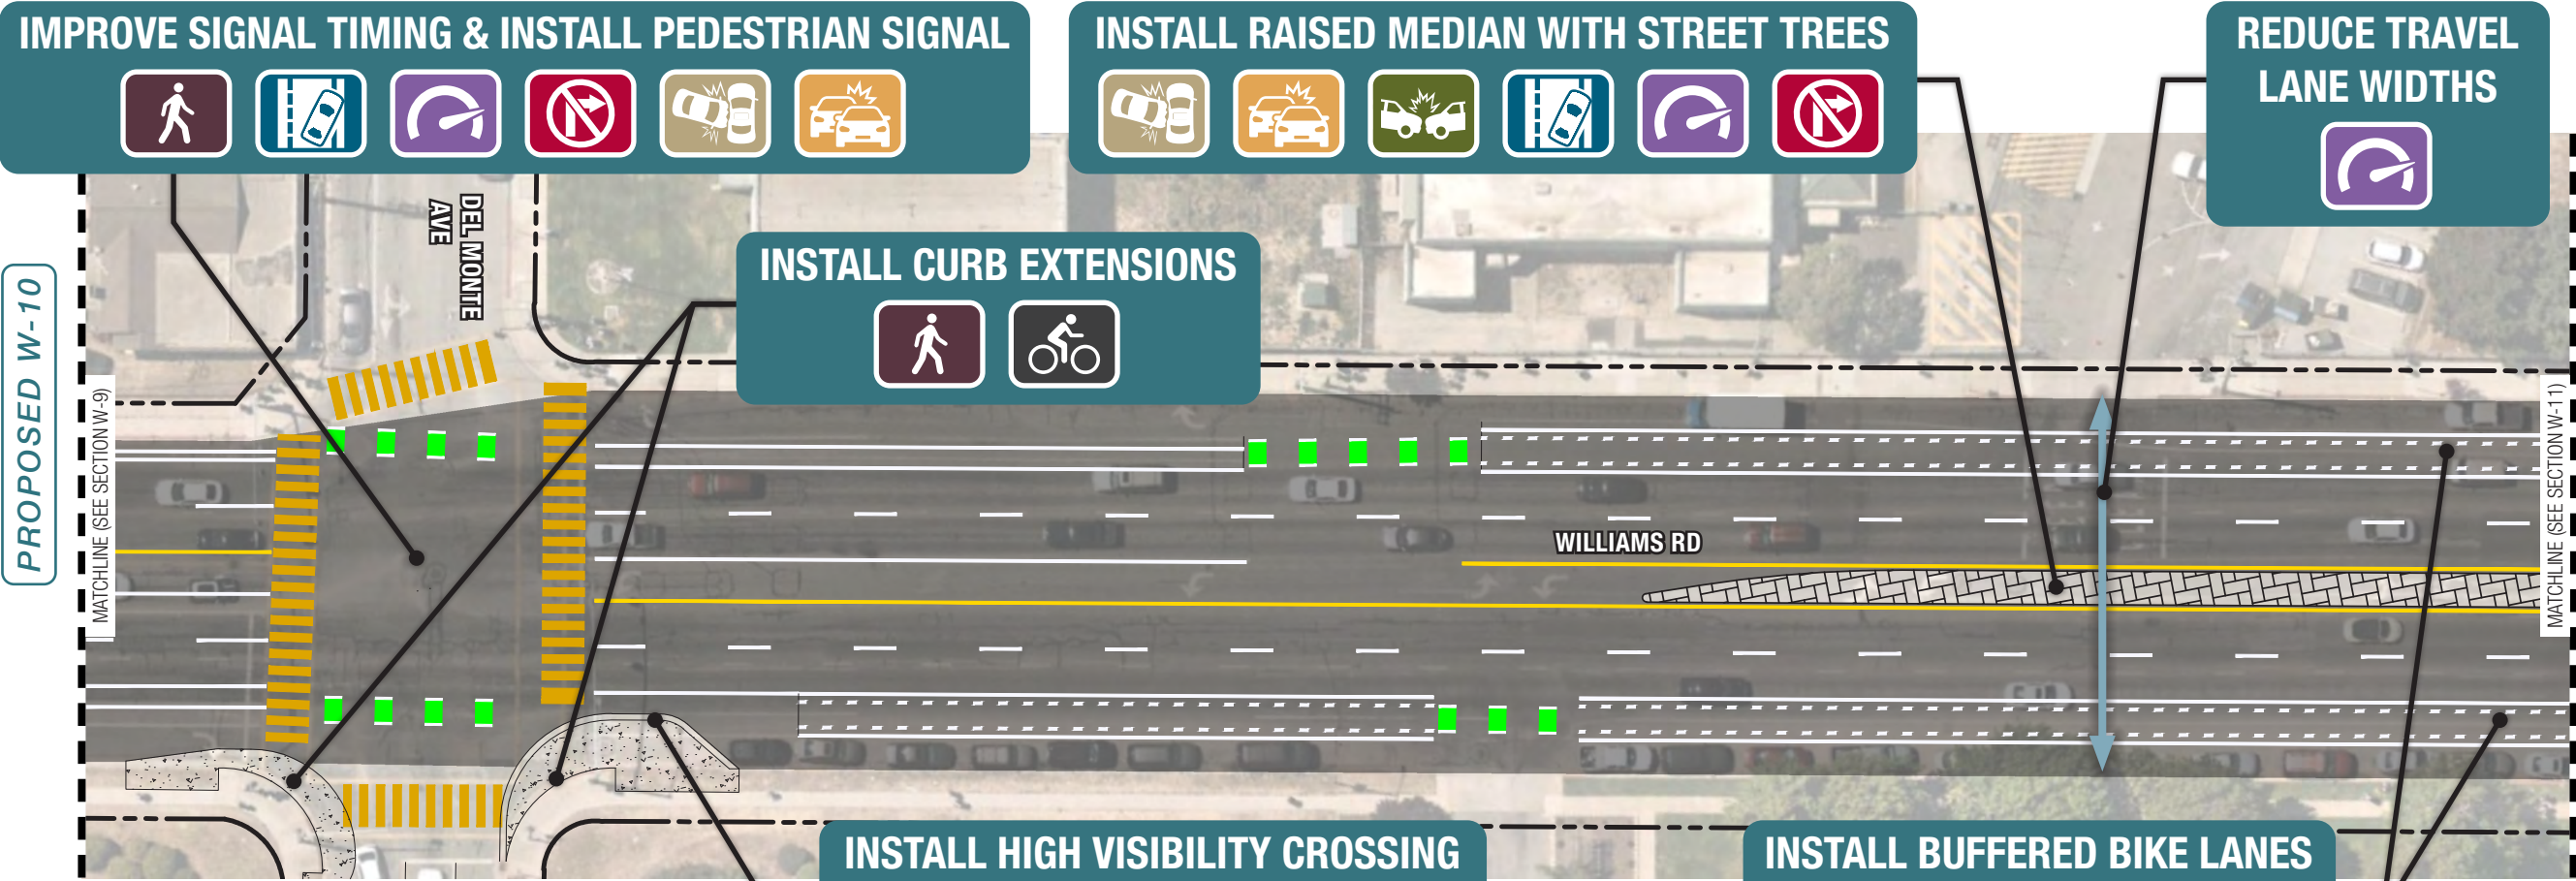 IMPROVE SIGNAL TIMING & INSTALL PEDESTRIAN SIGNAL
INSTALL RAISED MEDIAN WITH STREET TREES
REDUCE TRAVEL
LANE WIDTHS
DEL MONTE
AVE
INSTALL CURB EXTENSIONS
PROPOSED W-10
MATCHLINE (SEE SECTION W-9)
WILLIAMS RD
MATCHLINE (SEE SECTION W-11)
INSTALL HIGH VISIBILITY CROSSING
INSTALL BUFFERED BIKE LANES